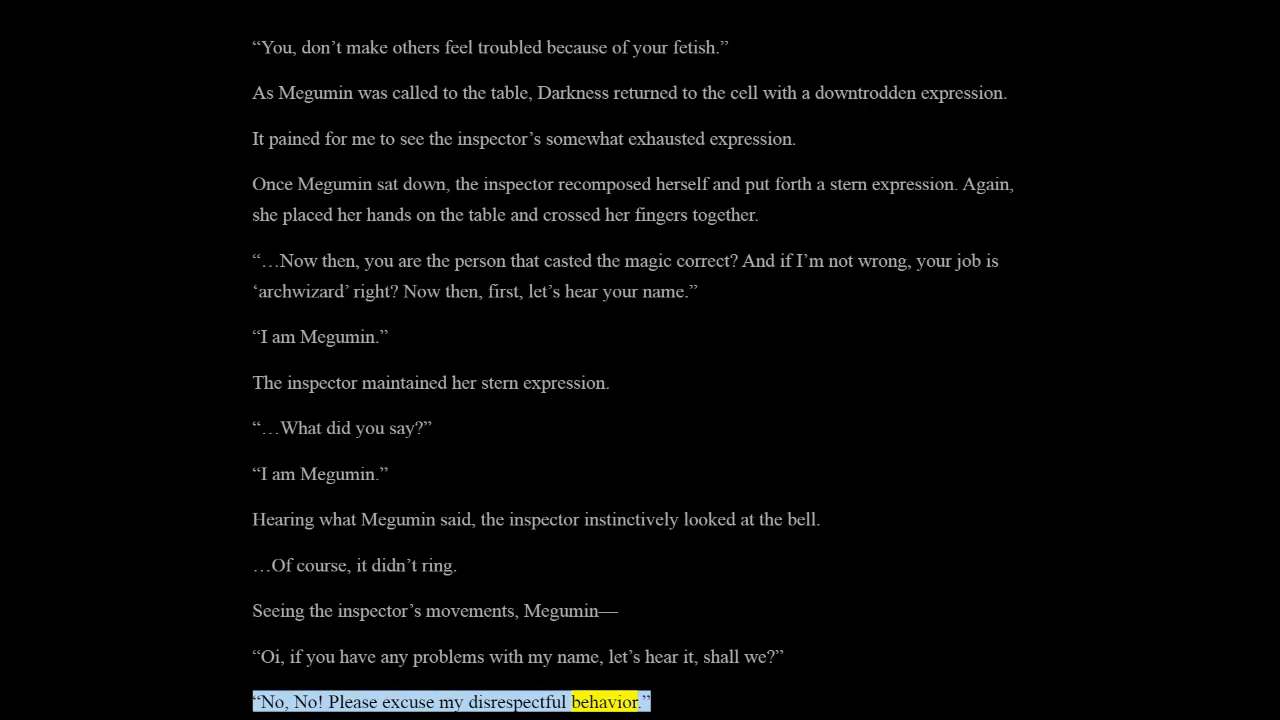 “You, don’t make others feel troubled because of your fetish.”
As Megumin was called to the table, Darkness returned to the cell with a downtrodden expression.
It pained for me to see the inspector’s somewhat exhausted expression.
Once Megumin sat down, the inspector recomposed herself and put forth a stern expression. Again,
she placed her hands on the table and crossed her fingers together.
“…Now then, you are the person that casted the magic correct? And if I’m not wrong, your job is
‘archwizard’ right? Now then, first, let’s hear your name.”
“I am Megumin.”
The inspector maintained her stern expression.
“…What did you say?”
“I am Megumin.”
Hearing what Megumin said, the inspector instinctively looked at the bell.
…Of course, it didn’t ring.
Seeing the inspector’s movements, Megumin—
“Oi, if you have any problems with my name, let’s hear it, shall we?”
“No, No! Please excuse my disrespectful behavior.”